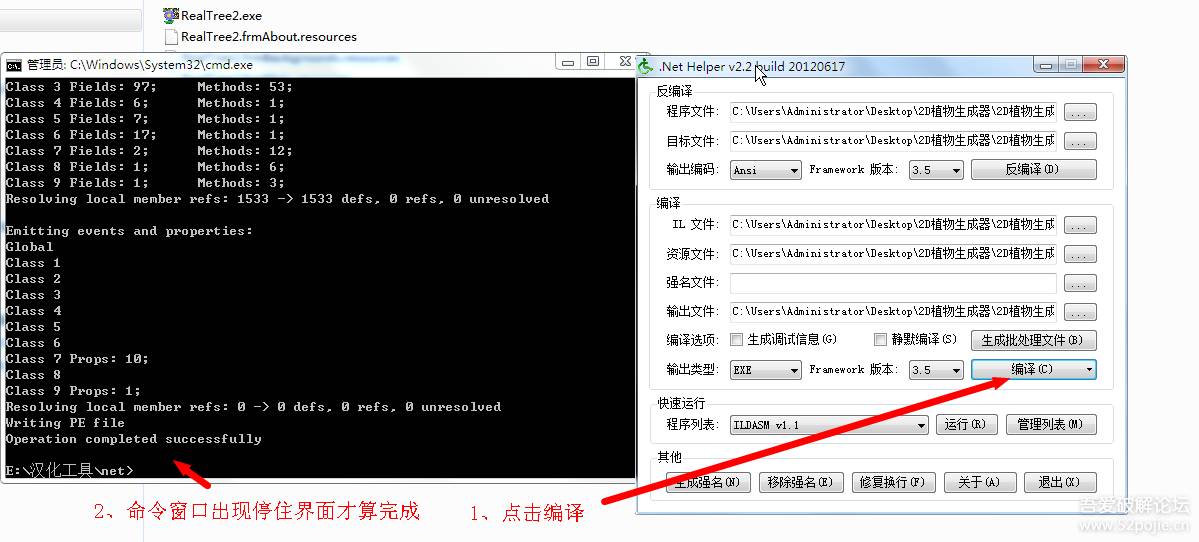 RealTree2.exe
RealTree2.frmAbout.resources
管理员: C:\Windows\System32\cmd.exe
Class 3 Fields: 97; Methods: 53;
Class 4 Fields: 6; Methods: 1;
Class 5 Fields: 7; Methods: 1;
Class 6 Fields: 17; Methods: 1;
Class 7 Fields: 2; Methods: 12;
Class 8 Fields: 1; Methods: 6;
Class 9 Fields: 1; Methods: 3;
Resolving local member refs: 1533 -> 1533 defs, 0 refs, 0 unresolved
Emitting events and properties:
Global
Class 1
Class 2
Class 3
Class 4
Class 5
Class 6
Class 7 Props: 10;
Class 8
Class 9 Props: 1;
Resolving local member refs: 0 -> 0 defs, 0 refs, 0 unresolved
Writing PE file
Operation completed successfully
E:\汉化工具\net>
2、命令窗口出现停住界面才算完成
1、点击编译
.Net Helper v2.2 build 20120617
反编译
程序文件: C:\Users\Administrator\Desktop\2D植物生成器\2D植物生成 ...
目标文件: C:\Users\Administrator\Desktop\2D植物生成器\2D植物生成 ...
输出编码: Ansi Framework 版本: 3.5 反编译(D)
编译
IL 文件: C:\Users\Administrator\Desktop\2D植物生成器\2D植物生成 ...
资源文件: C:\Users\Administrator\Desktop\2D植物生成器\2D植物生成 ...
强名文件: ...
输出文件: C:\Users\Administrator\Desktop\2D植物生成器\2D植物生成 ...
编译选项: 生成调试信息(G) 静默编译(S) 生成批处理文件(B)
输出类型: EXE Framework 版本: 3.5 编译(C)
快速运行
程序列表: ILDASM v1.1 运行(R) 管理列表(M)
其他
生成强名(N) 移除强名(E) 修复换行(F) 关于(A) 退出(X)
吾爱破解论坛
www.52pojie.cn